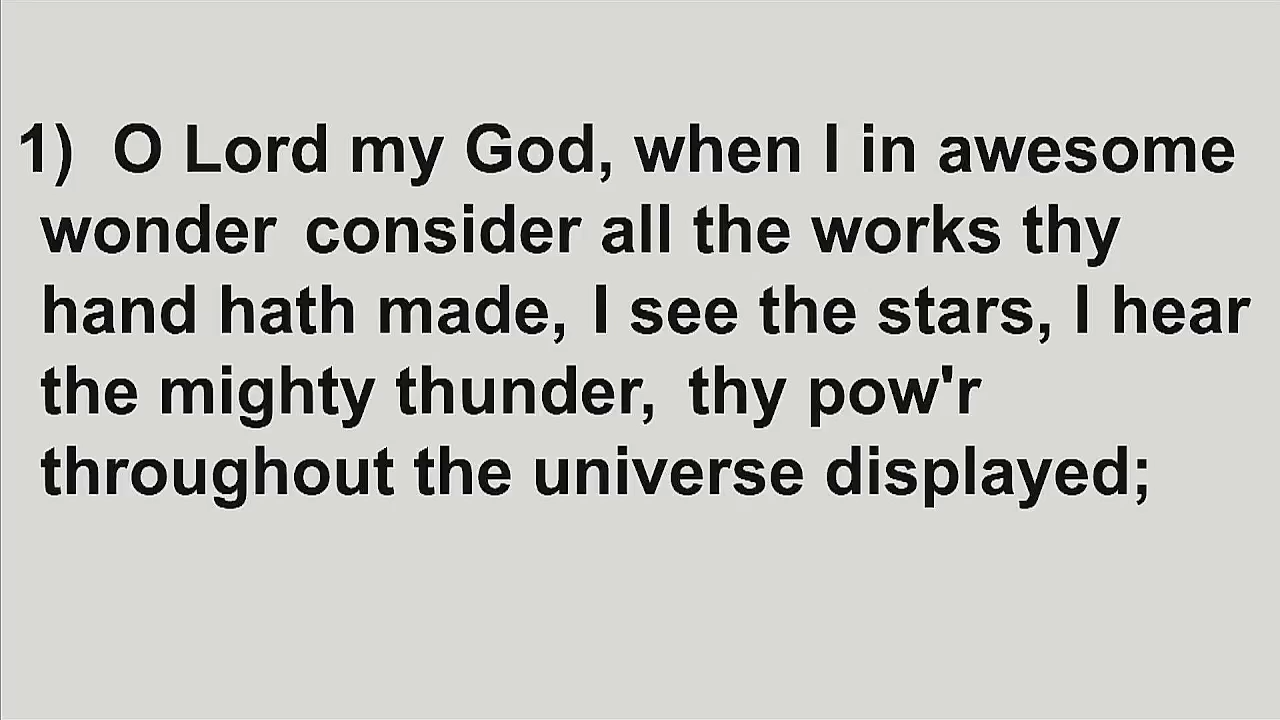 1) O Lord my God, when I in awesome
wonder consider all the works thy
hand hath made, I see the stars, I hear
the mighty thunder, thy pow'r
throughout the universe displayed;